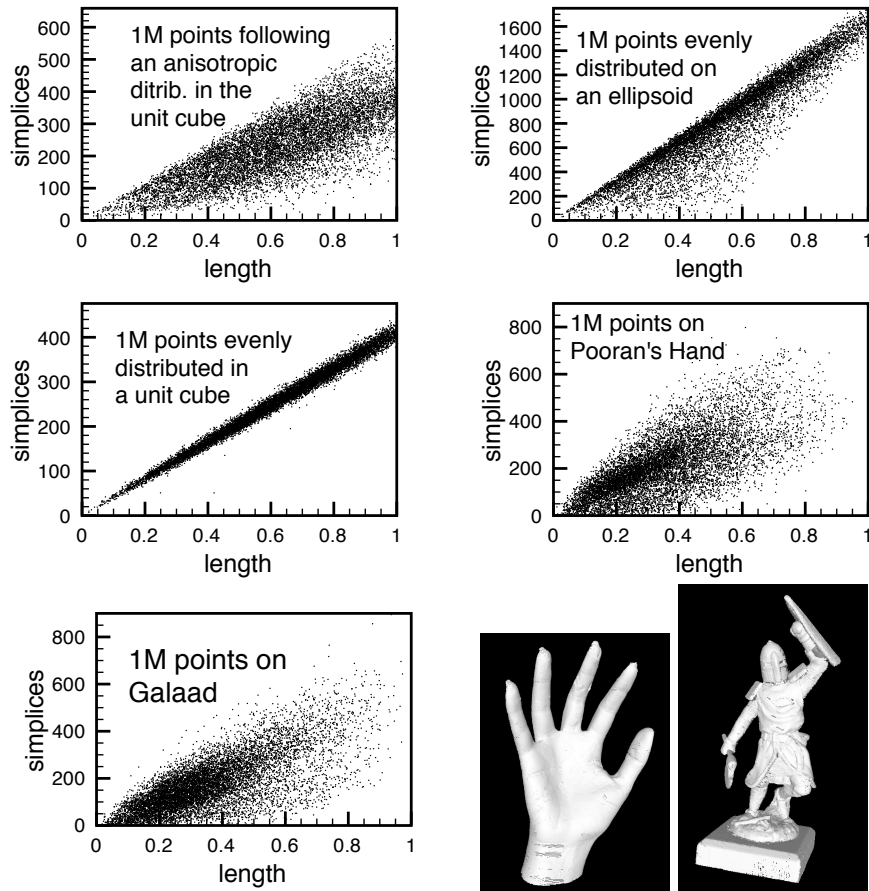 1M points following
an anisotropic
ditrib. in the
unit cube
simplices
600
500
400
300
200
100
0
0 0.2 0.4 0.6 0.8 1
length
1M points evenly
distributed on
an ellipsoid
simplices
1600
1400
1200
1000
800
600
400
200
0
0 0.2 0.4 0.6 0.8 1
length
1M points evenly
distributed in
a unit cube
simplices
400
300
200
100
0
0 0.2 0.4 0.6 0.8 1
length
1M points on
Pooran's Hand
simplices
800
600
400
200
0
0 0.2 0.4 0.6 0.8 1
length
1M points on
Galaad
simplices
800
600
400
200
0
0 0.2 0.4 0.6 0.8 1
length